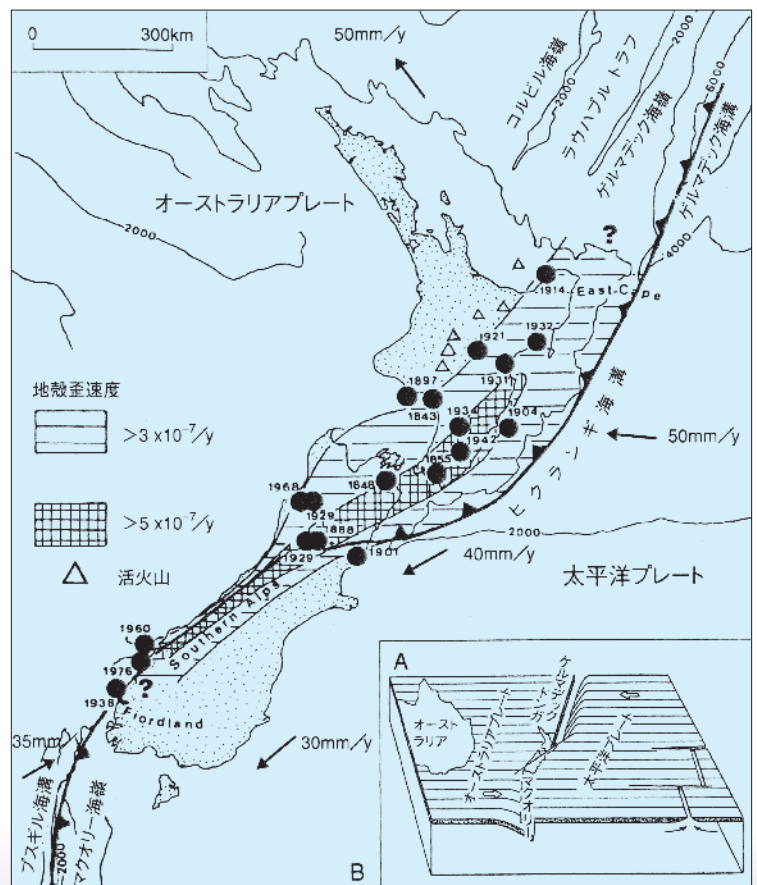 0 300km
50mm/y
コルビル海嶺
2000
ラウハブル トラフ
2000
ケルマデック海嶺
6000
ケルマデック海溝
4000
オーストラリアプレート
2000
?
1914
East Cape
1921
1932
1931
地殻歪速度
>3 x10⁻⁷/y
>5 x10⁻⁷/y
活火山
1897
1843
1934
1904
1942
1855
1848
1968
1929
1888
1929
1901
ヒクランギ海溝
50mm/y
2000
40mm/y
太平洋プレート
Southern Alps
1960
1976
1938
?
Fiordland
35mm
30mm/y
プスギル海溝
2000
マクオリー海嶺
A
オースト
ラリア
オーストラリアプレート
ケルマデック
トンガ
太平洋プレート
マクオリー
B